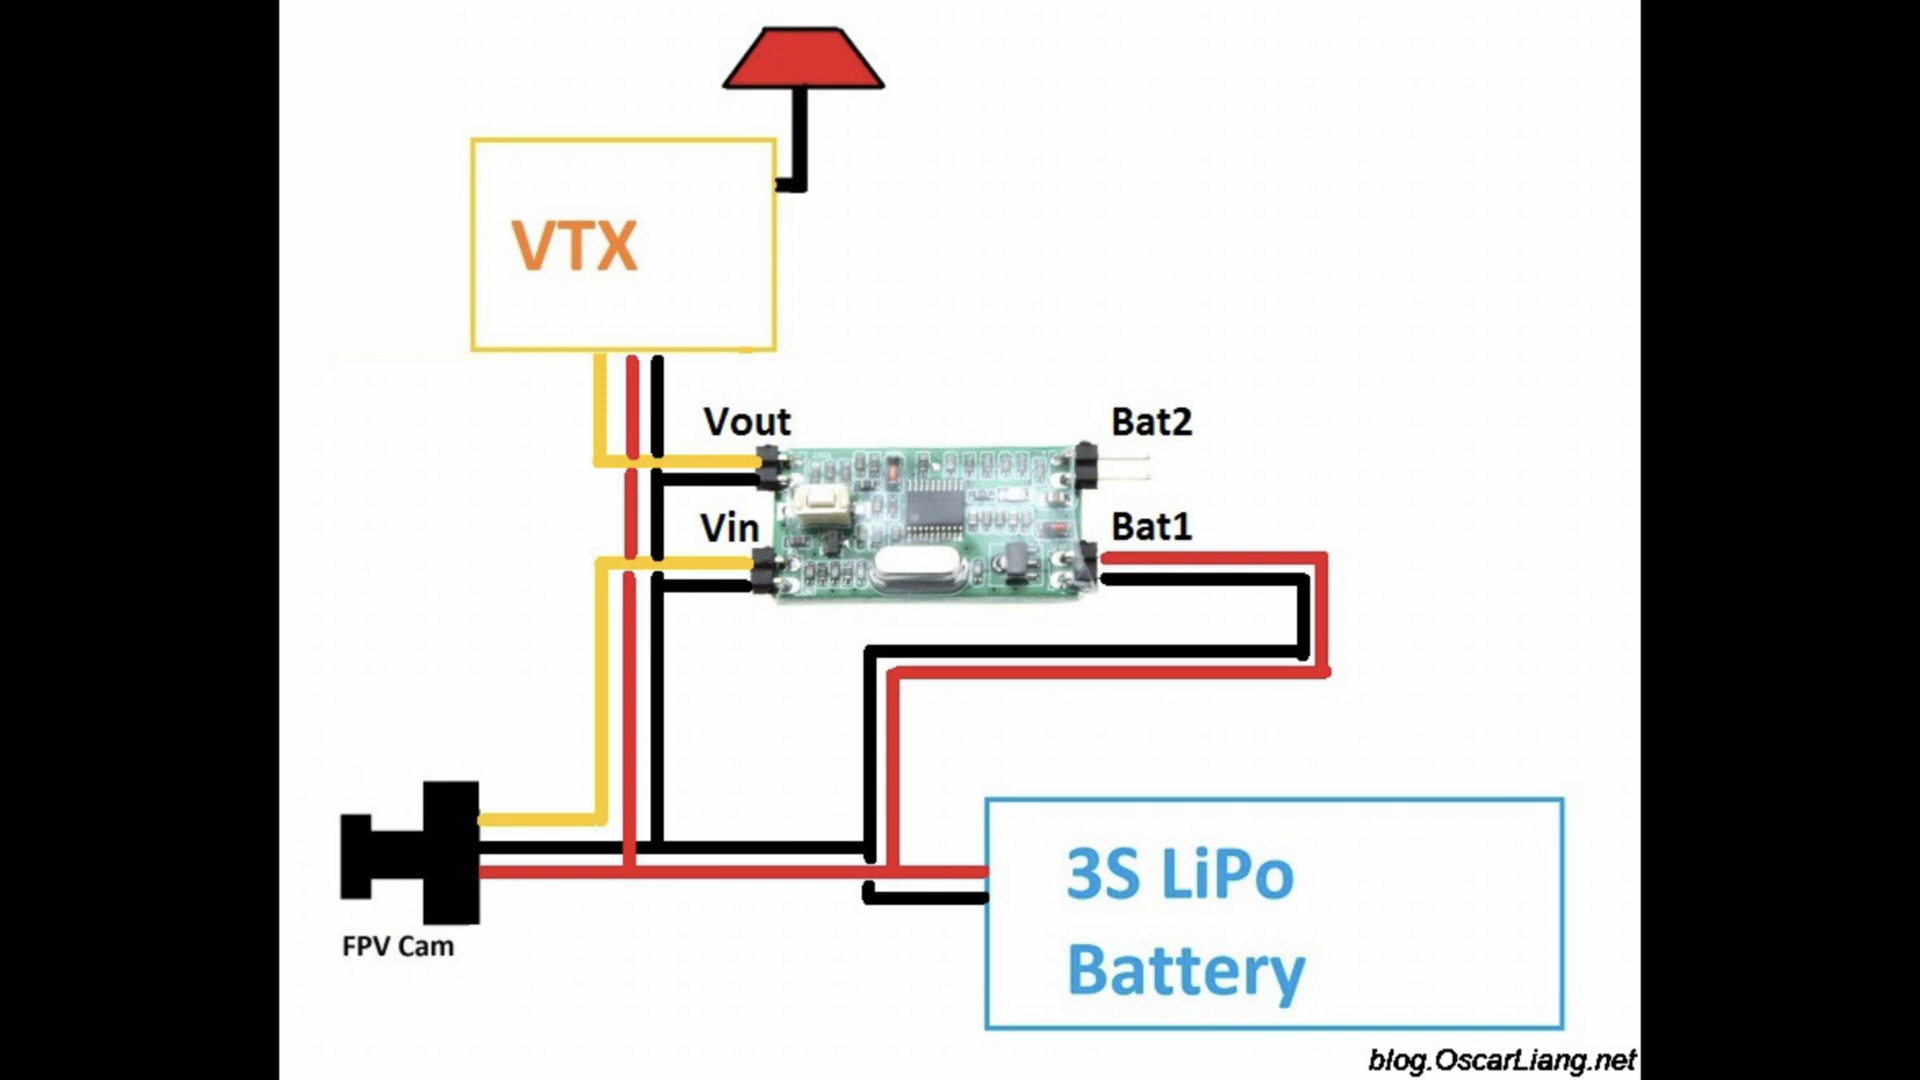 VTX
Vout
Bat2
Vin
Bat1
3S LiPo
Battery
FPV Cam
blog.OscarLiang.net